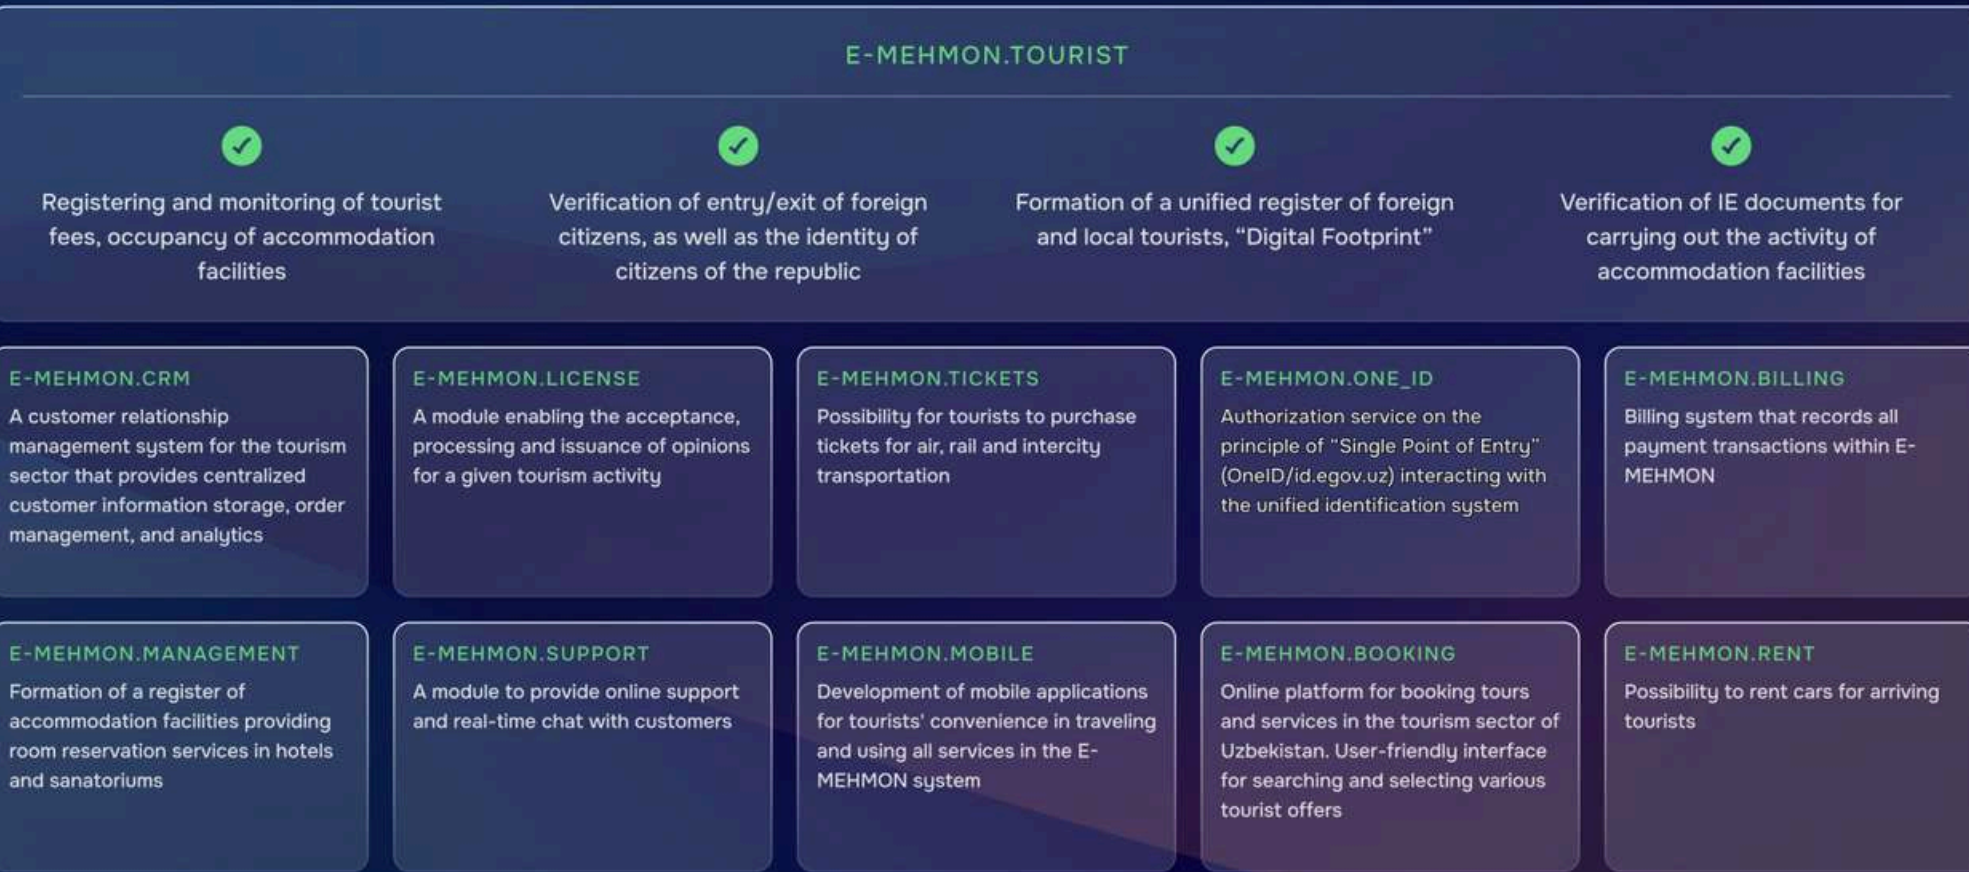 E-MEHMON.TOURIST
Registering and monitoring of tourist
fees, occupancy of accommodation
facilities
Verification of entry/exit of foreign
citizens, as well as the identity of
citizens of the republic
Formation of a unified register of foreign
and local tourists, “Digital Footprint”
Verification of IE documents for
carrying out the activity of
accommodation facilities
E-MEHMON.CRM
A customer relationship
management system for the tourism
sector that provides centralized
customer information storage, order
management, and analytics
E-MEHMON.LICENSE
A module enabling the acceptance,
processing and issuance of opinions
for a given tourism activity
E-MEHMON.TICKETS
Possibility for tourists to purchase
tickets for air, rail and intercity
transportation
E-MEHMON.ONE_ID
Authorization service on the
principle of “Single Point of Entry”
(OneID/id.egov.uz) interacting with
the unified identification system
E-MEHMON.BILLING
Billing system that records all
payment transactions within E-
MEHMON
E-MEHMON.MANAGEMENT
Formation of a register of
accommodation facilities providing
room reservation services in hotels
and sanatoriums
E-MEHMON.SUPPORT
A module to provide online support
and real-time chat with customers
E-MEHMON.MOBILE
Development of mobile applications
for tourists' convenience in traveling
and using all services in the E-
MEHMON system
E-MEHMON.BOOKING
Online platform for booking tours
and services in the tourism sector of
Uzbekistan. User-friendly interface
for searching and selecting various
tourist offers
E-MEHMON.RENT
Possibility to rent cars for arriving
tourists